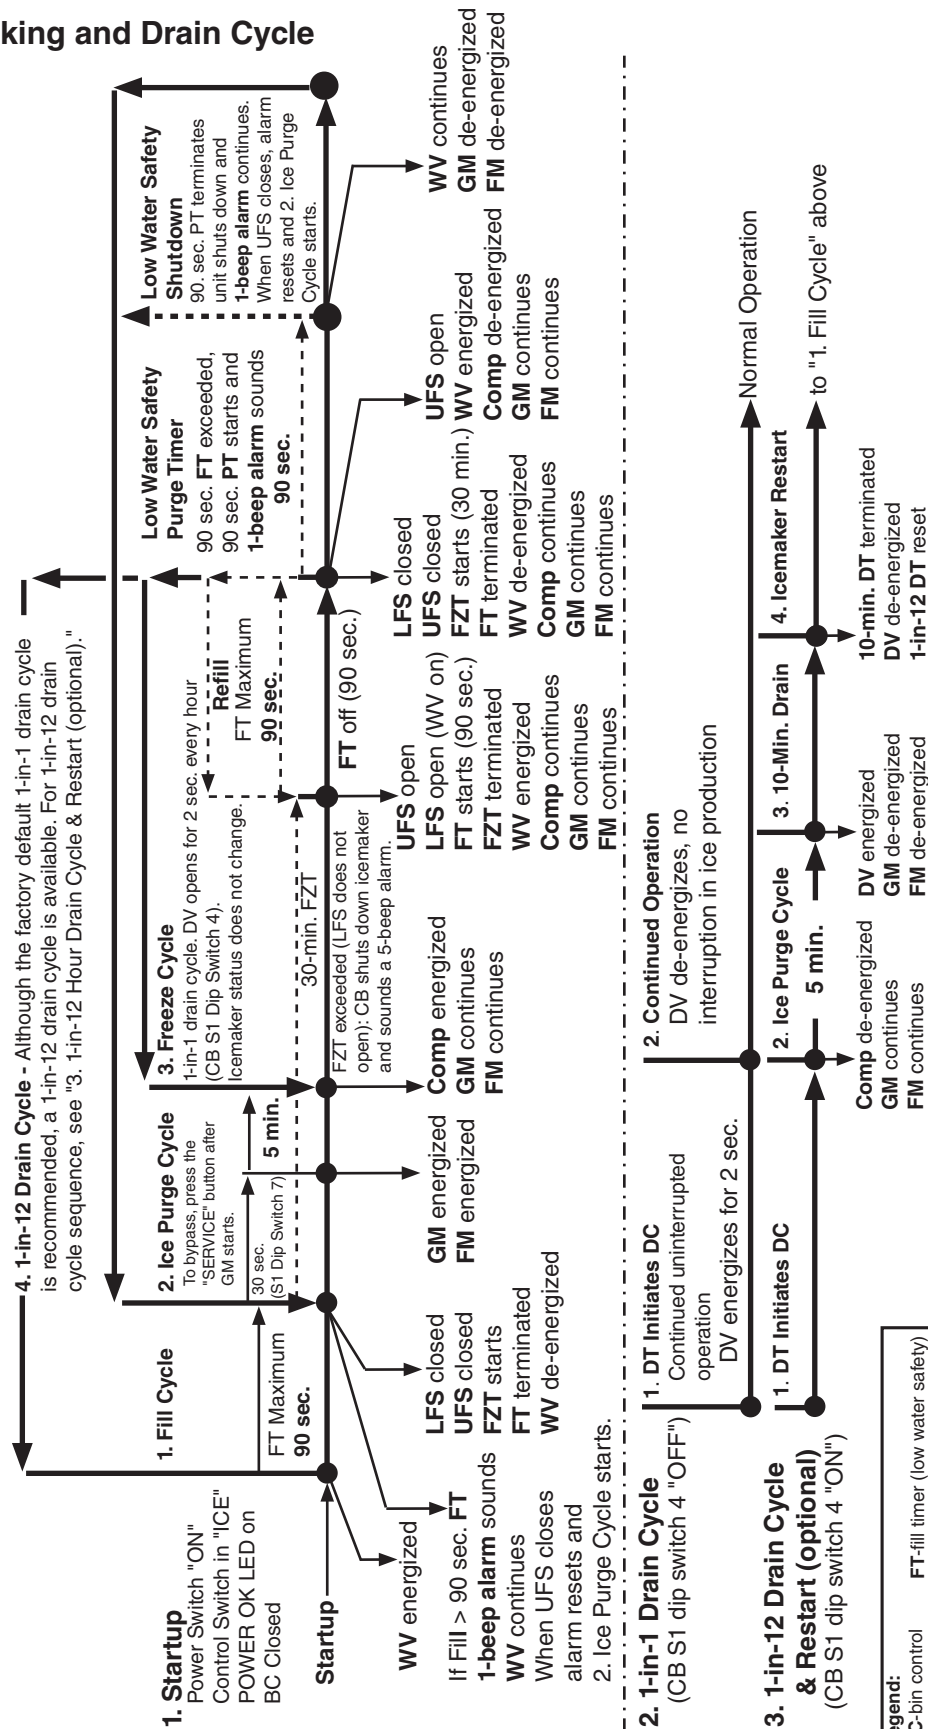 king and Drain Cycle
4. 1-in-12 Drain Cycle - Although the factory default 1-in-1 drain cycle
is recommended, a 1-in-12 drain cycle is available. For 1-in-12 drain
cycle sequence, see "3. 1-in-12 Hour Drain Cycle & Restart (optional)."
1. Startup
Power Switch "ON"
Control Switch in "ICE"
POWER OK LED on
BC Closed
Startup
1. Fill Cycle
FT Maximum
90 sec.
2. Ice Purge Cycle
To bypass, press the
"SERVICE" button after
GM starts.
30 sec.
(S1 Dip Switch 7)
5 min.
3. Freeze Cycle
1-in-1 drain cycle. DV opens for 2 sec. every hour
(CB S1 Dip Switch 4).
Icemaker status does not change.
30-min. FZT
FZT exceeded (LFS does not
open): CB shuts down icemaker
and sounds a 5-beep alarm.
Refill
FT Maximum
90 sec.
FT off (90 sec.)
Low Water Safety
Purge Timer
90 sec. FT exceeded,
90 sec. PT starts and
1-beep alarm sounds
90 sec.
Low Water Safety
Shutdown
90. sec. PT terminates
unit shuts down and
1-beep alarm continues.
When UFS closes, alarm
resets and 2. Ice Purge
Cycle starts.
WV energized
If Fill > 90 sec. FT
1-beep alarm sounds
WV continues
When UFS closes
alarm resets and
2. Ice Purge Cycle starts.
LFS closed
UFS closed
FZT starts
FT terminated
WV de-energized
GM energized
FM energized
Comp energized
GM continues
FM continues
UFS open
LFS open (WV on)
FT starts (90 sec.)
FZT terminated
WV energized
Comp continues
GM continues
FM continues
LFS closed
UFS closed
FZT starts (30 min.)
FT terminated
WV de-energized
Comp continues
GM continues
FM continues
UFS open
WV energized
Comp de-energized
GM continues
FM continues
WV continues
GM de-energized
FM de-energized
2. 1-in-1 Drain Cycle
(CB S1 dip switch 4 "OFF")
1. DT Initiates DC
Continued uninterrupted
operation
DV energizes for 2 sec.
2. Continued Operation
DV de-energizes, no
interruption in ice production
Normal Operation
3. 1-in-12 Drain Cycle
& Restart (optional)
(CB S1 dip switch 4 "ON")
1. DT Initiates DC
2. Ice Purge Cycle
5 min.
3. 10-Min. Drain
4. Icemaker Restart
to "1. Fill Cycle" above
Comp de-energized
GM continues
FM continues
DV energized
GM de-energized
FM de-energized
10-min. DT terminated
DV de-energized
1-in-12 DT reset
egend:
C-bin control
FT-fill timer (low water safety)